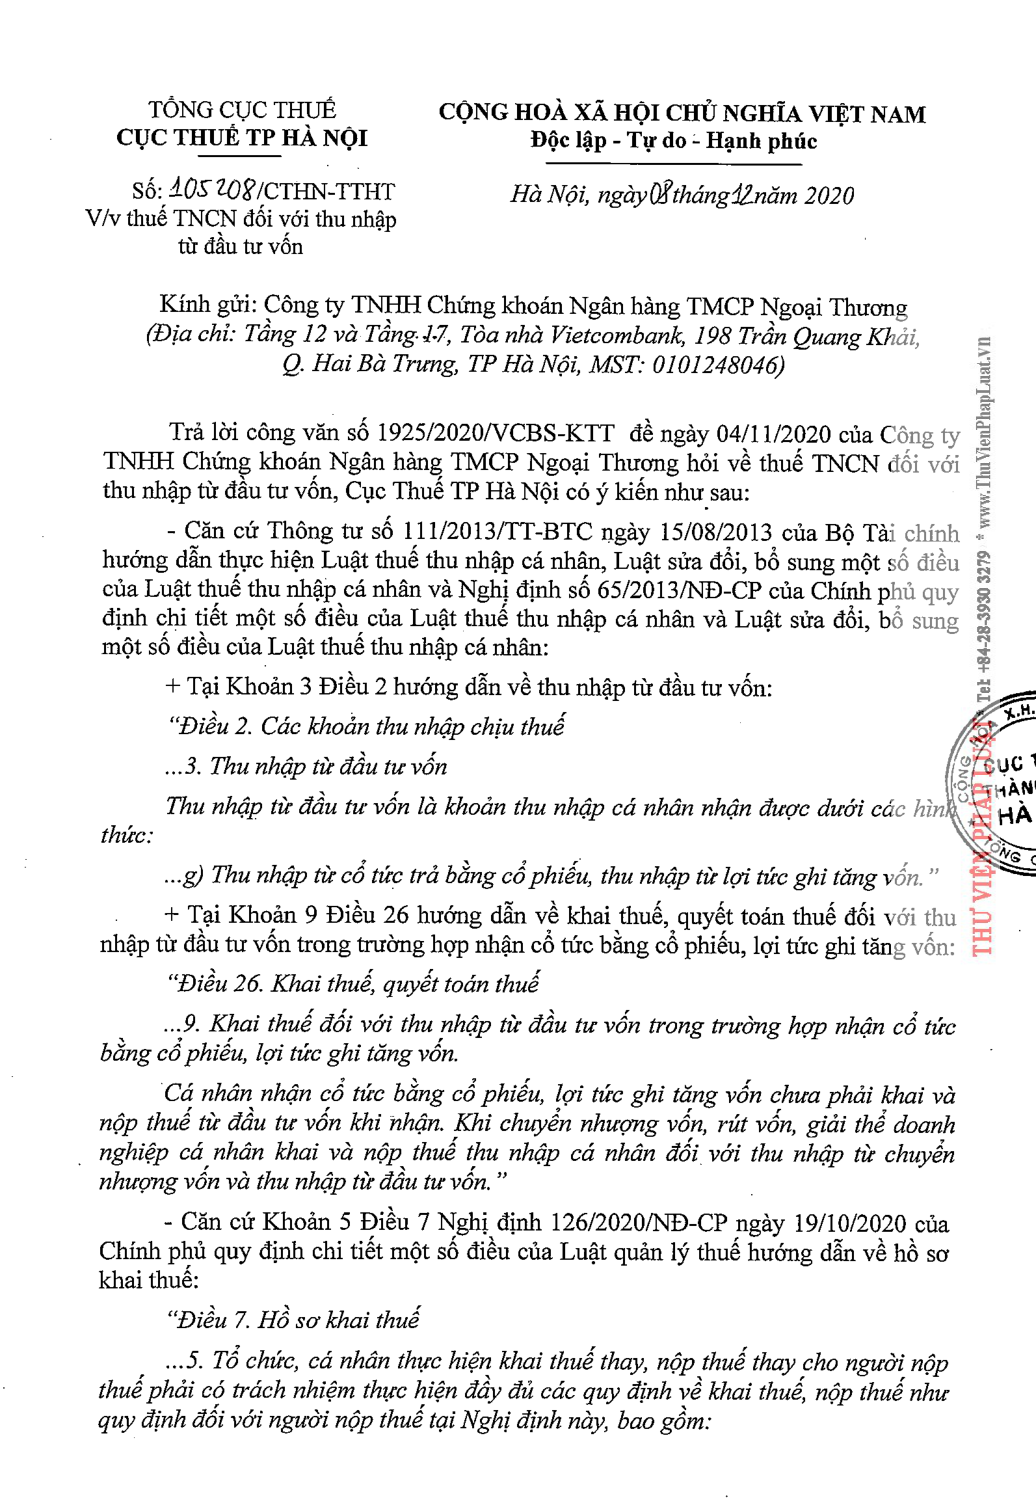 TỔNG CỤC THUẾ
CỤC THUẾ TP HÀ NỘI
CỘNG HOÀ XÃ HỘI CHỦ NGHĨA VIỆT NAM
Độc lập - Tự do - Hạnh phúc
Số: 105208/CTHN-TTHT
V/v thuế TNCN đối với thu nhập
từ đầu tư vốn
Hà Nội, ngày 08 tháng 12 năm 2020
Kính gửi: Công ty TNHH Chứng khoán Ngân hàng TMCP Ngoại Thương
(Địa chỉ: Tầng 12 và Tầng 17, Tòa nhà Vietcombank, 198 Trần Quang Khải,
Q. Hai Bà Trưng, TP Hà Nội, MST: 0101248046)
Trả lời công văn số 1925/2020/VCBS-KTT đề ngày 04/11/2020 của Công ty
TNHH Chứng khoán Ngân hàng TMCP Ngoại Thương hỏi về thuế TNCN đối với
thu nhập từ đầu tư vốn, Cục Thuế TP Hà Nội có ý kiến như sau:
- Căn cứ Thông tư số 111/2013/TT-BTC ngày 15/08/2013 của Bộ Tài chính
hướng dẫn thực hiện Luật thuế thu nhập cá nhân, Luật sửa đổi, bổ sung một số điều
của Luật thuế thu nhập cá nhân và Nghị định số 65/2013/NĐ-CP của Chính phủ quy
định chi tiết một số điều của Luật thuế thu nhập cá nhân và Luật sửa đổi, bổ sung
một số điều của Luật thuế thu nhập cá nhân:
+ Tại Khoản 3 Điều 2 hướng dẫn về thu nhập từ đầu tư vốn:
“Điều 2. Các khoản thu nhập chịu thuế
...3. Thu nhập từ đầu tư vốn
Thu nhập từ đầu tư vốn là khoản thu nhập cá nhân nhận được dưới các hình
thức:
...g) Thu nhập từ cổ tức trả bằng cổ phiếu, thu nhập từ lợi tức ghi tăng vốn.”
+ Tại Khoản 9 Điều 26 hướng dẫn về khai thuế, quyết toán thuế đối với thu
nhập từ đầu tư vốn trong trường hợp nhận cổ tức bằng cổ phiếu, lợi tức ghi tăng vốn:
“Điều 26. Khai thuế, quyết toán thuế
...9. Khai thuế đối với thu nhập từ đầu tư vốn trong trường hợp nhận cổ tức
bằng cổ phiếu, lợi tức ghi tăng vốn.
Cá nhân nhận cổ tức bằng cổ phiếu, lợi tức ghi tăng vốn chưa phải khai và
nộp thuế từ đầu tư vốn khi nhận. Khi chuyển nhượng vốn, rút vốn, giải thể doanh
nghiệp cá nhân khai và nộp thuế thu nhập cá nhân đối với thu nhập từ chuyển
nhượng vốn và thu nhập từ đầu tư vốn.”
- Căn cứ Khoản 5 Điều 7 Nghị định 126/2020/NĐ-CP ngày 19/10/2020 của
Chính phủ quy định chi tiết một số điều của Luật quản lý thuế hướng dẫn về hồ sơ
khai thuế:
“Điều 7. Hồ sơ khai thuế
...5. Tổ chức, cá nhân thực hiện khai thuế thay, nộp thuế thay cho người nộp
thuế phải có trách nhiệm thực hiện đầy đủ các quy định về khai thuế, nộp thuế như
quy định đối với người nộp thuế tại Nghị định này, bao gồm:
THƯ VIỆN PHÁP LUẬT Tel: +84-28-3930 3279 * www.ThuVienPhapLuat.vn
CỘNG HOÀ X.H.
CỤC T
THÀN
HÀ
★ TỔNG C